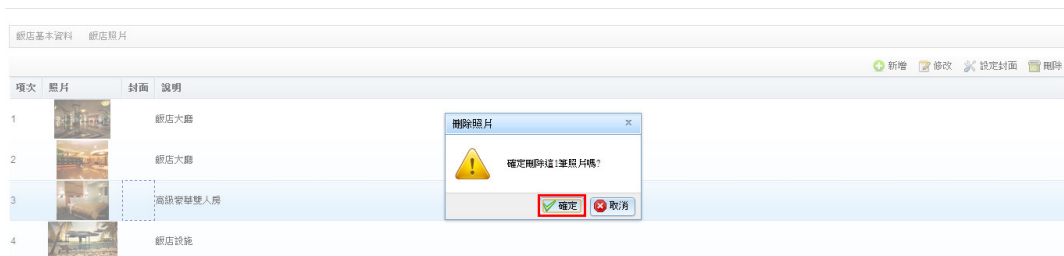 飯店基本資料 飯店照片
新增 修改 設定封面 刪除
項次 照片 封面 說明
1 飯店大廳
2 飯店大廳
3 高級豪華雙人房
4 飯店設施
刪除照片 x
確定刪除這1筆照片嗎?
確定 取消